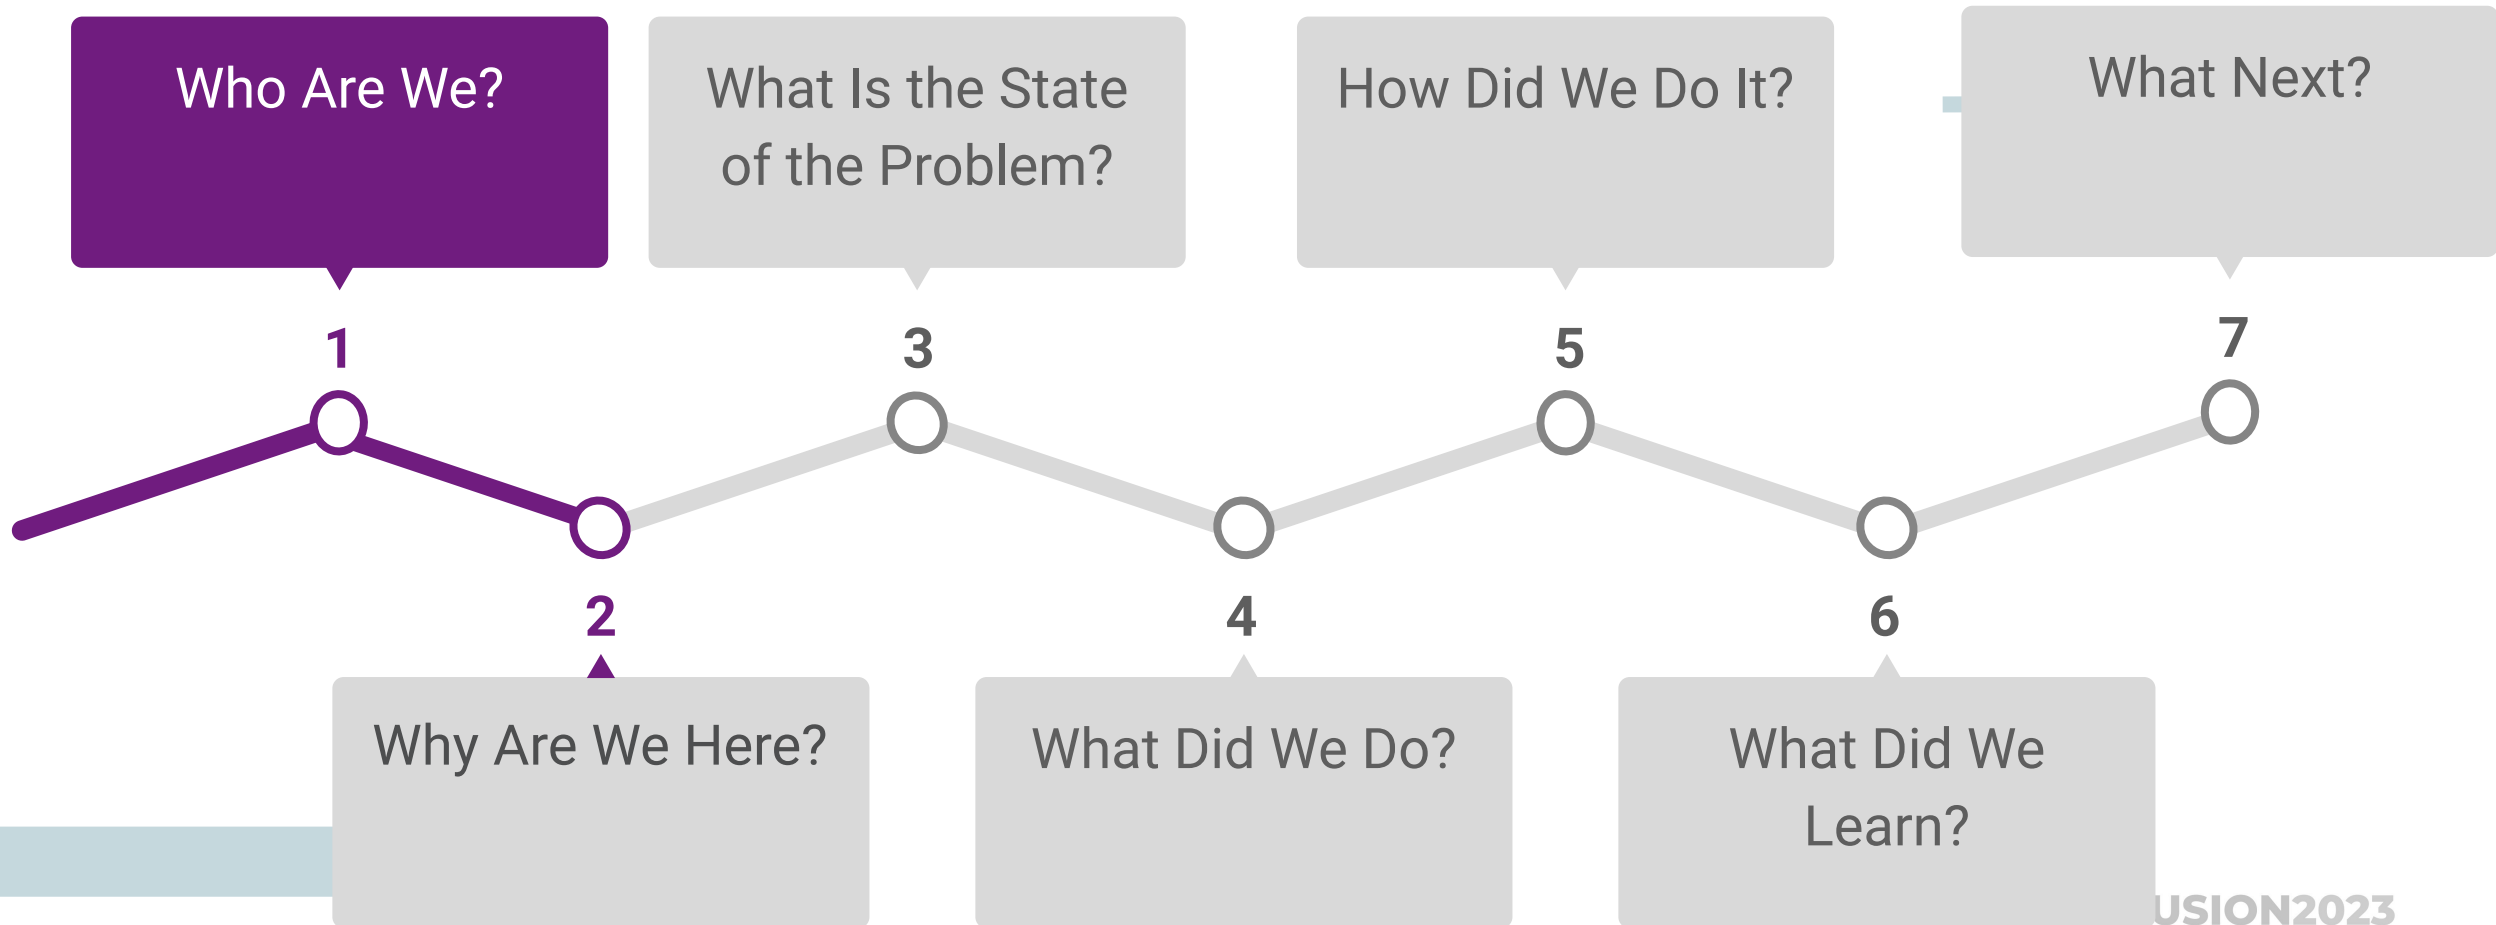 Who Are We?
What Is the State
of the Problem?
How Did We Do It?
What Next?
1
3
5
7
2
4
6
Why Are We Here?
What Did We Do?
What Did We
Learn?
USION2023